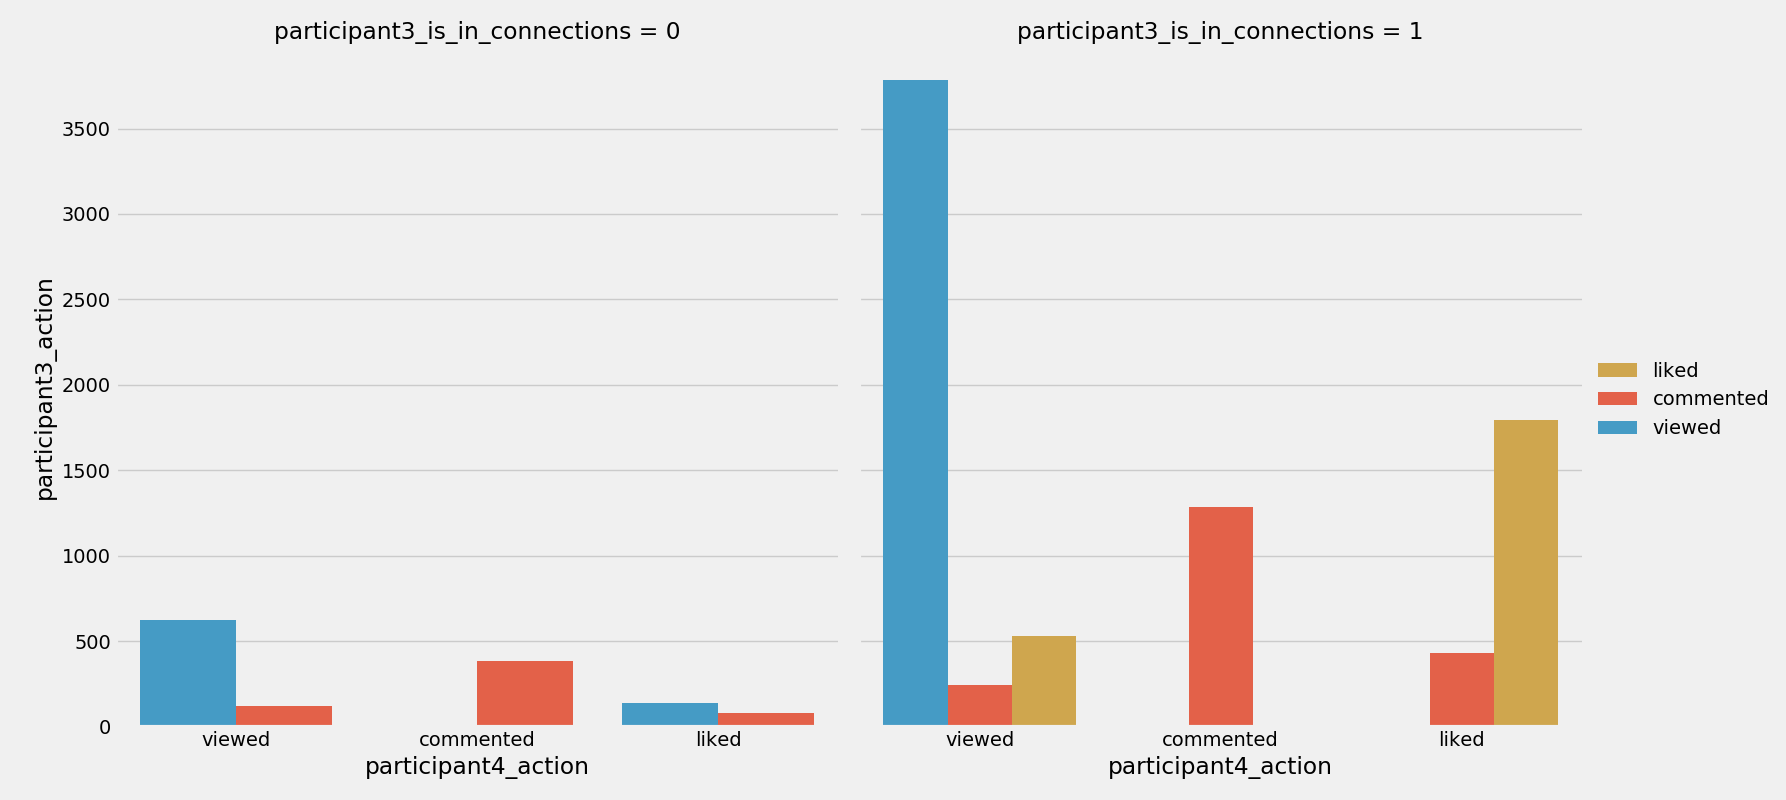 participant3_is_in_connections = 0
participant3_is_in_connections = 1
participant3_action
3500
3000
2500
2000
1500
1000
500
0
viewed
commented
liked
participant4_action
viewed
commented
liked
participant4_action
liked
commented
viewed